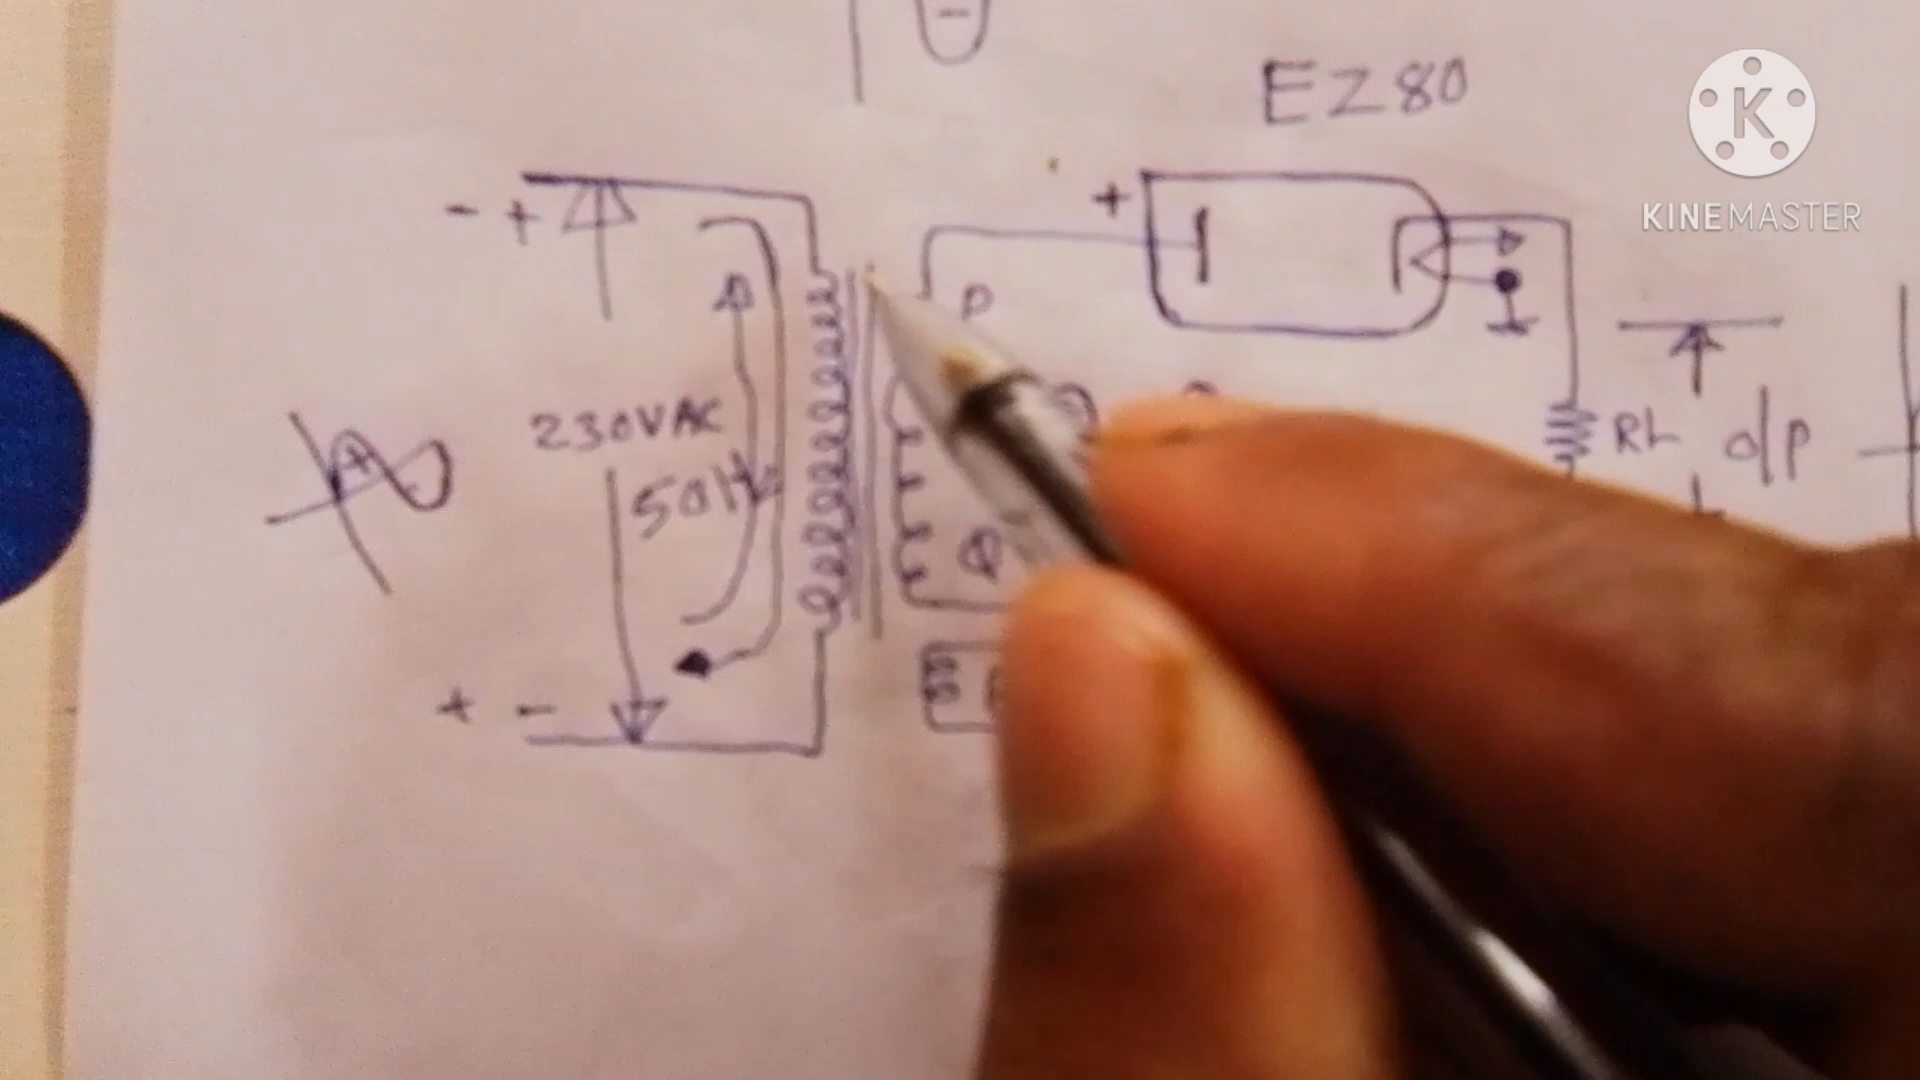 EZ80
K
KINEMASTER
- +
+
P
230VAC
50Hz
RL
o/p
Q
+ -